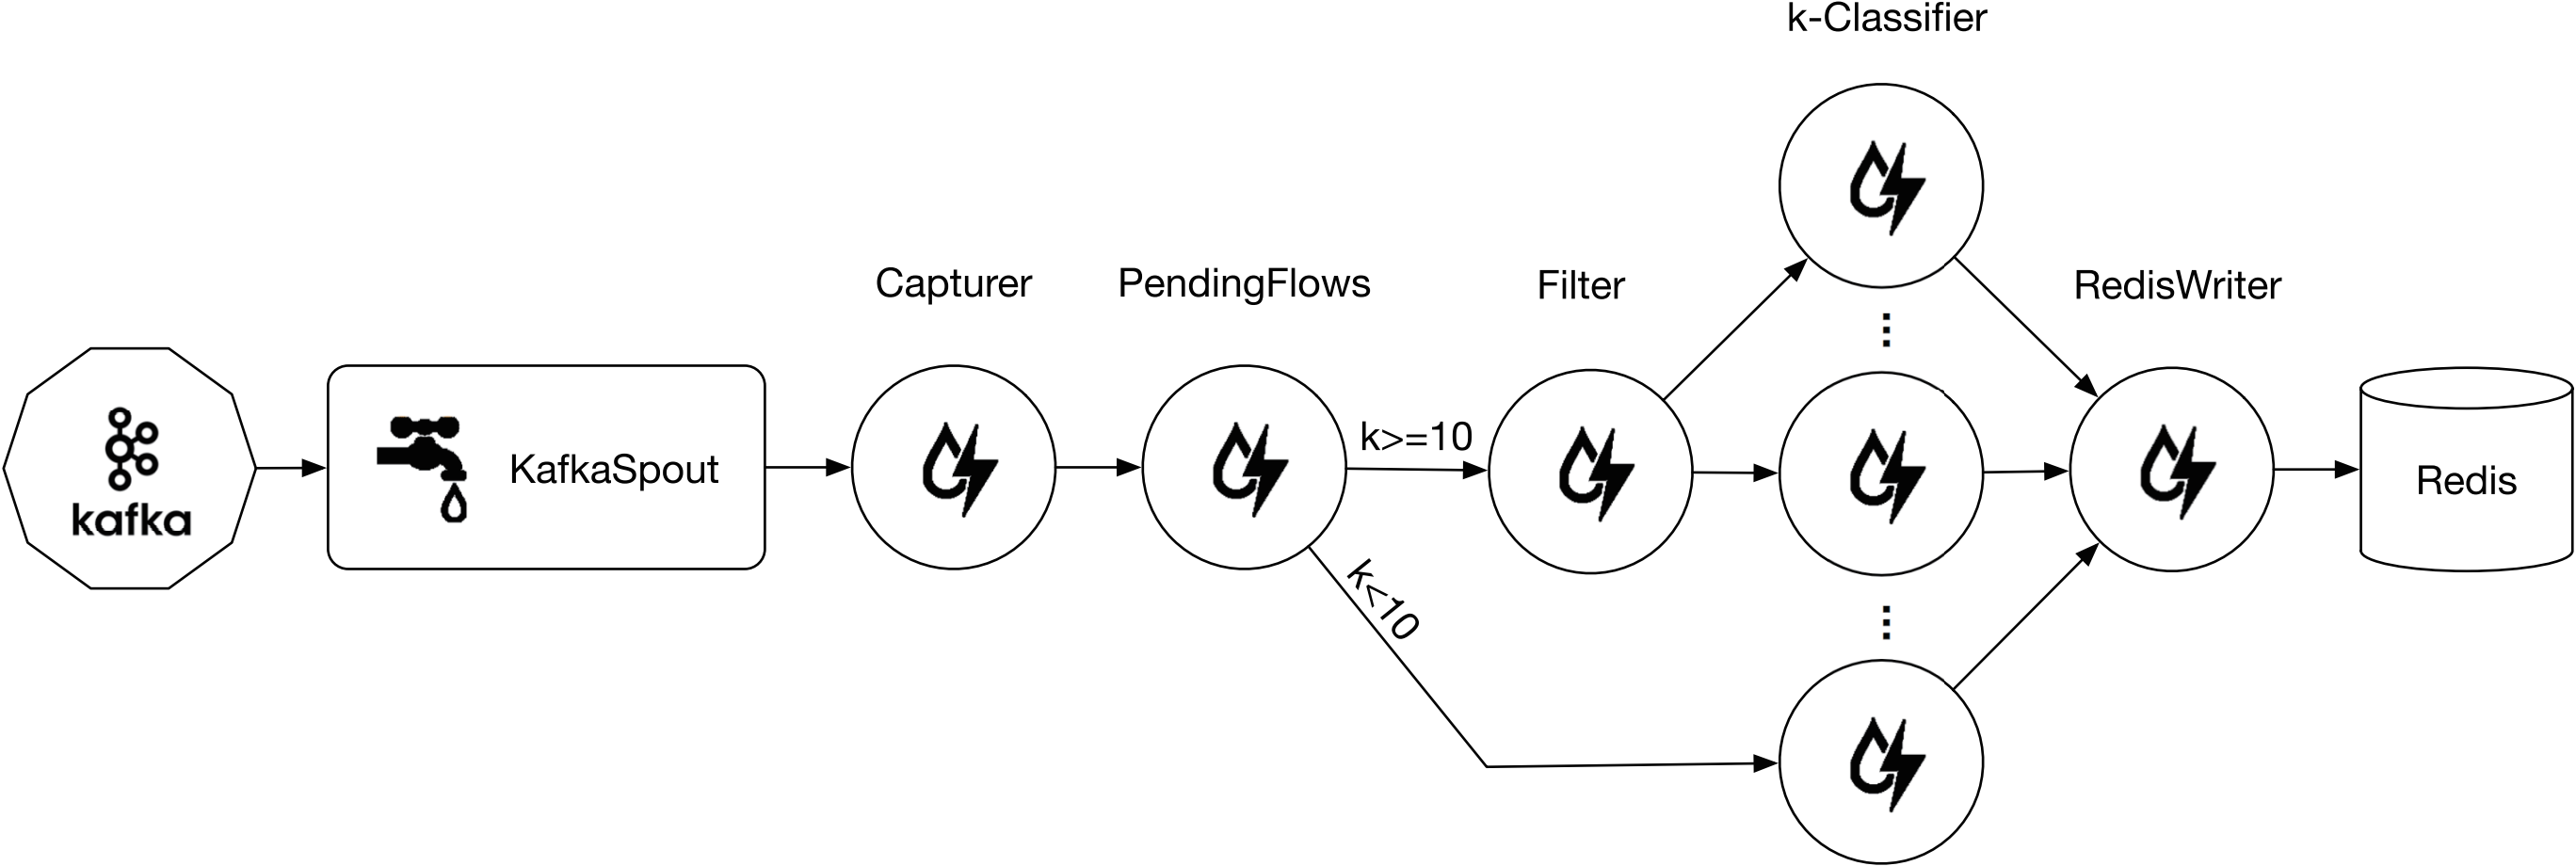 k-Classifier
Capturer
PendingFlows
Filter
RedisWriter
kafka
KafkaSpout
k>=10
k<10
Redis